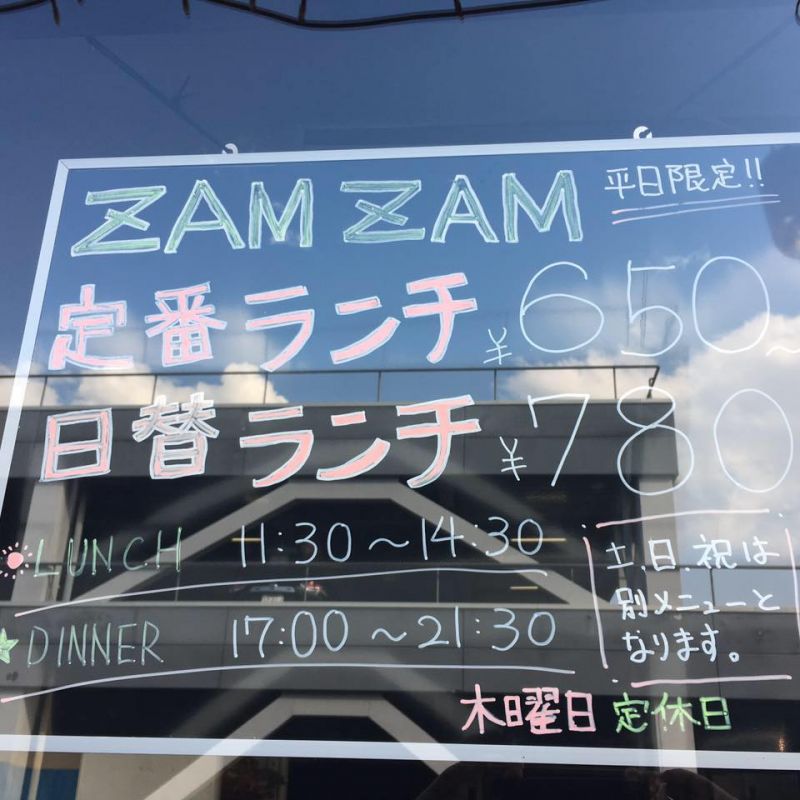 ZAM ZAM 平日限定!!
定番ランチ ¥650~
日替ランチ ¥780
LUNCH 11:30～14:30
DINNER 17:00～21:30
土、日、祝は
別メニューと
なります。
木曜日 定休日